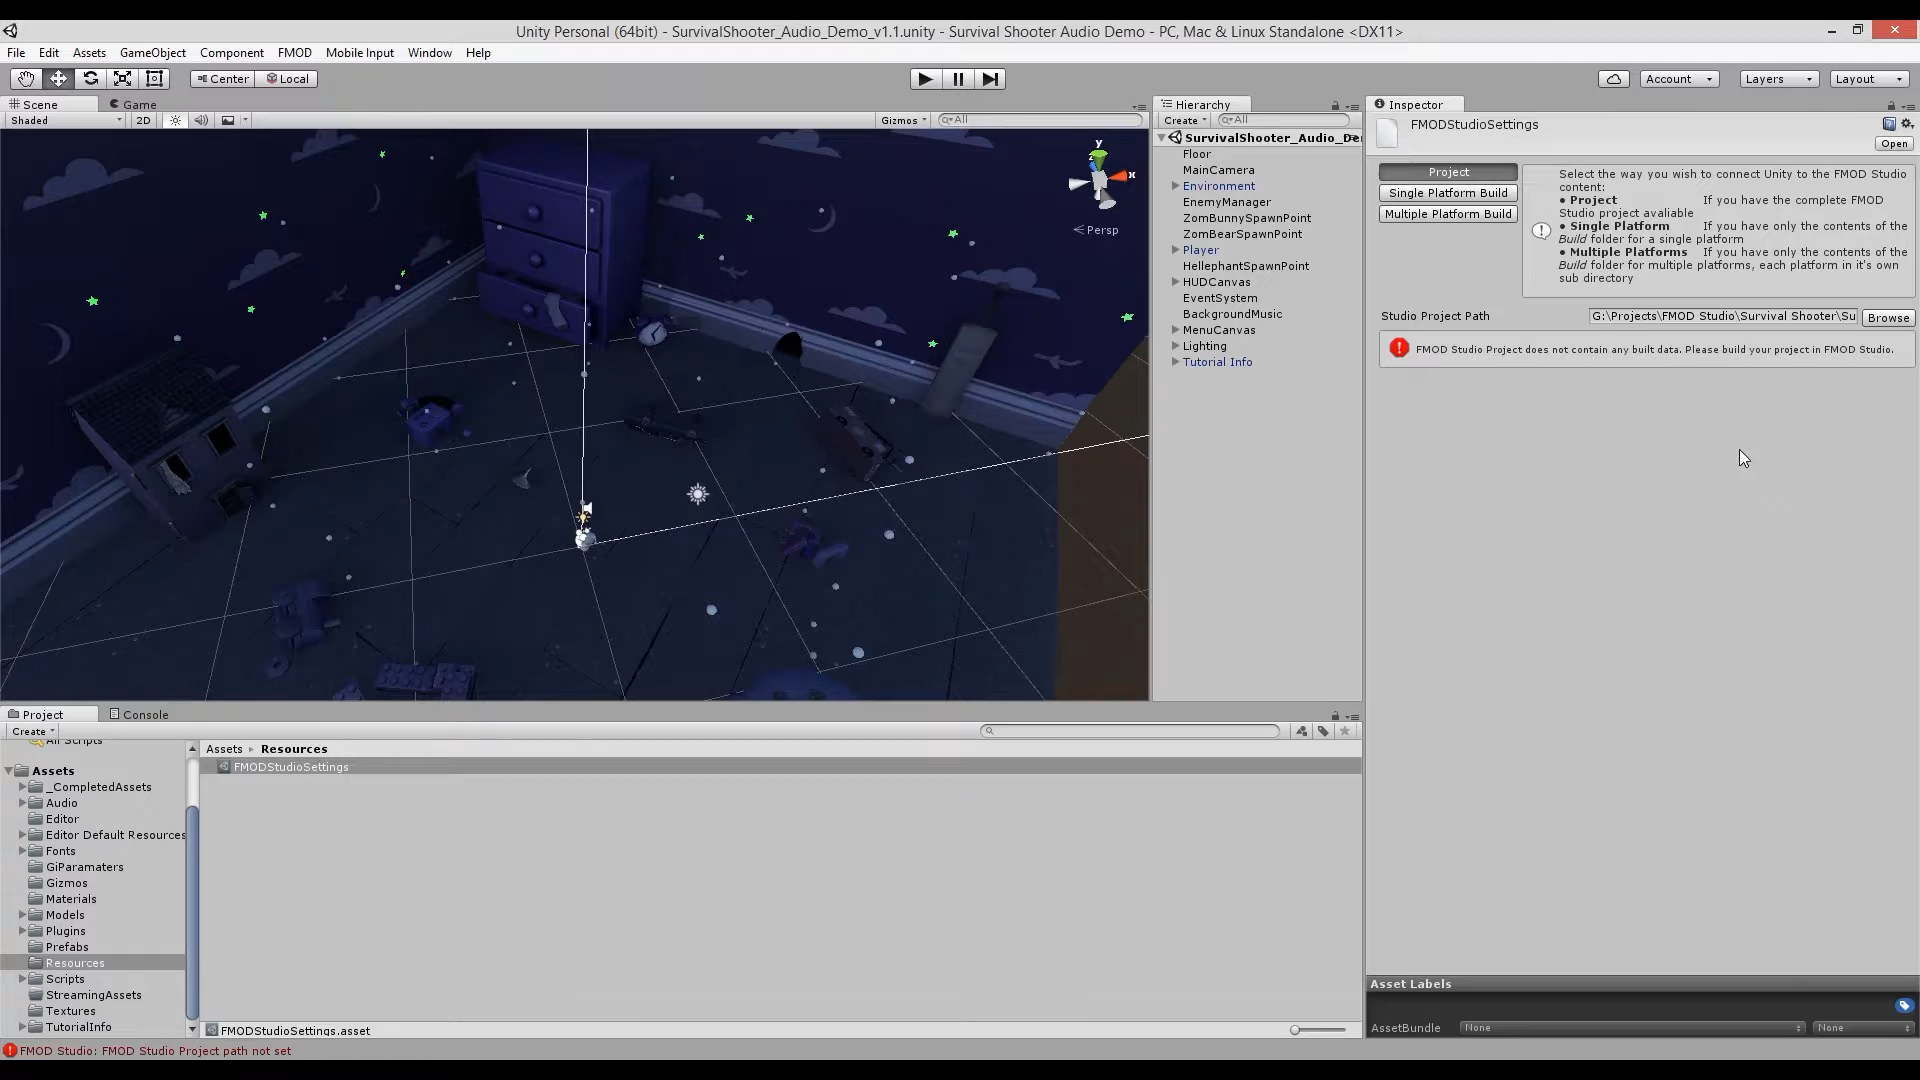 Unity Personal (64bit) - SurvivalShooter_Audio_Demo_v1.1.unity - Survival Shooter Audio Demo - PC, Mac & Linux Standalone <DX11>
File Edit Assets GameObject Component FMOD Mobile Input Window Help
Center Local
Account Layers Layout
Scene Game
Shaded 2D Gizmos All
y
x
z
Persp
Hierarchy
Create All
SurvivalShooter_Audio_De
Floor
MainCamera
Environment
EnemyManager
ZomBunnySpawnPoint
ZomBearSpawnPoint
Player
HellephantSpawnPoint
HUDCanvas
EventSystem
BackgroundMusic
MenuCanvas
Lighting
Tutorial Info
Inspector
FMODStudioSettings
Open
Project
Single Platform Build
Multiple Platform Build
Select the way you wish to connect Unity to the FMOD Studio
content:
• Project If you have the complete FMOD
Studio project avaliable
• Single Platform If you have only the contents of the
Build folder for a single platform
• Multiple Platforms If you have only the contents of the
Build folder for multiple platforms, each platform in it's own
sub directory
Studio Project Path G:\Projects\FMOD Studio\Survival Shooter\Su Browse
FMOD Studio Project does not contain any built data. Please build your project in FMOD Studio.
Project Console
Create
All Scripts
Assets
_CompletedAssets
Audio
Editor
Editor Default Resources
Fonts
GiParamaters
Gizmos
Materials
Models
Plugins
Prefabs
Resources
Scripts
StreamingAssets
Textures
TutorialInfo
Assets Resources
FMODStudioSettings
FMODStudioSettings.asset
Asset Labels
AssetBundle None None
FMOD Studio: FMOD Studio Project path not set